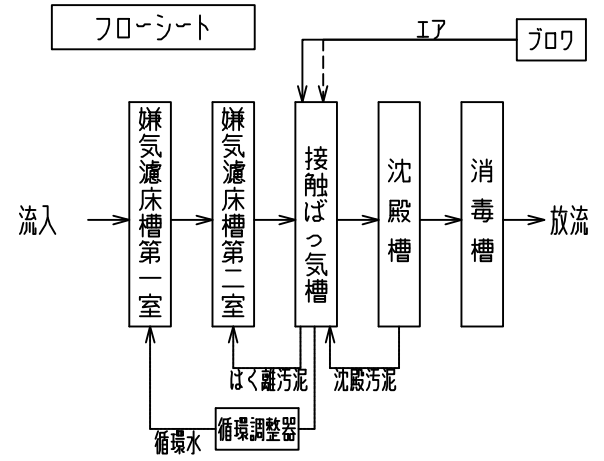 フローシート
エア
ブロワ
流入
嫌気濾床槽第一室
嫌気濾床槽第二室
接触ばっ気槽
沈殿槽
消毒槽
放流
はく離汚泥
沈殿汚泥
循環調整器
循環水